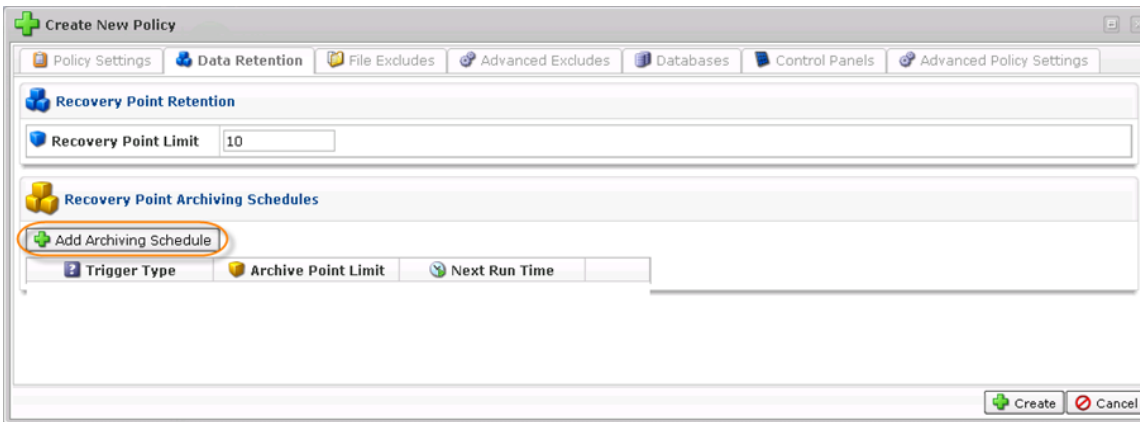 Create New Policy
Policy Settings Data Retention File Excludes Advanced Excludes Databases Control Panels Advanced Policy Settings
Recovery Point Retention
Recovery Point Limit 10
Recovery Point Archiving Schedules
Add Archiving Schedule
? Trigger Type Archive Point Limit Next Run Time
Create Cancel